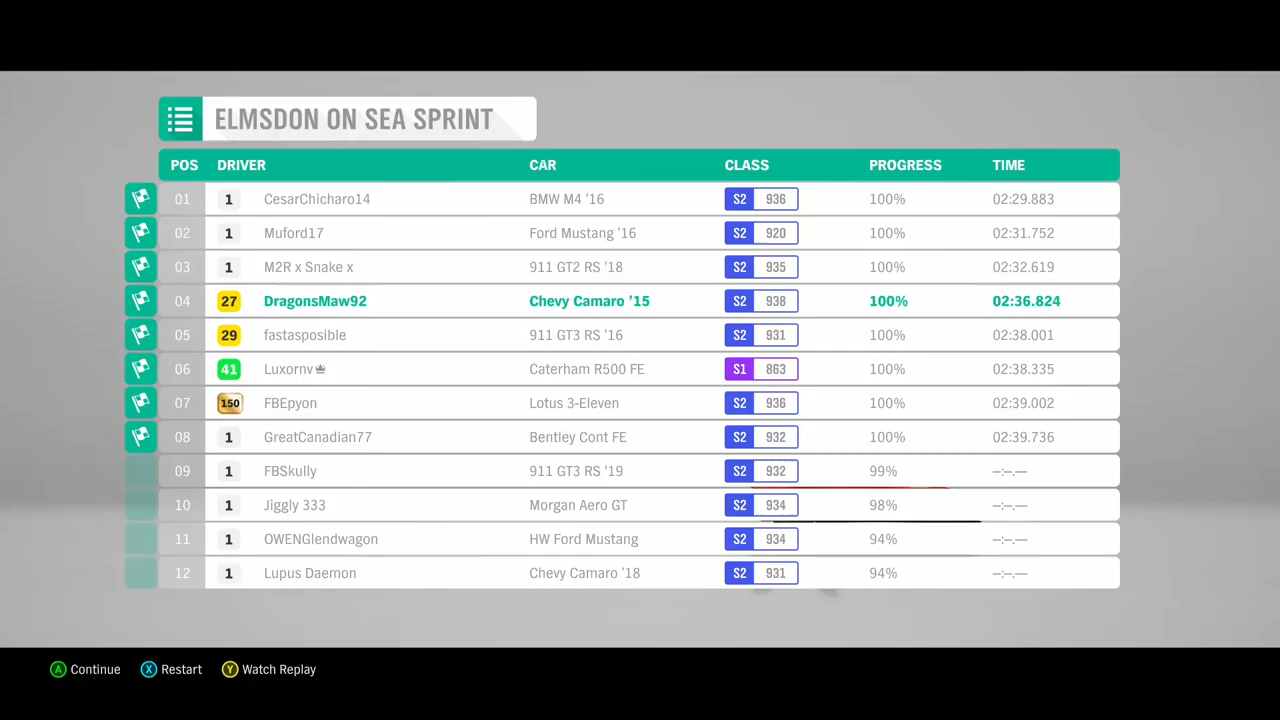 ELMSDON ON SEA SPRINT
POS DRIVER CAR CLASS PROGRESS TIME
01 1 CesarChicharo14 BMW M4 '16 S2 936 100% 02:29.883
02 1 Muford17 Ford Mustang '16 S2 920 100% 02:31.752
03 1 M2R x Snake x 911 GT2 RS '18 S2 935 100% 02:32.619
04 27 DragonsMaw92 Chevy Camaro '15 S2 938 100% 02:36.824
05 29 fastasposible 911 GT3 RS '16 S2 931 100% 02:38.001
06 41 Luxornv Caterham R500 FE S1 863 100% 02:38.335
07 150 FBEpyon Lotus 3-Eleven S2 936 100% 02:39.002
08 1 GreatCanadian77 Bentley Cont FE S2 932 100% 02:39.736
09 1 FBSkully 911 GT3 RS '19 S2 932 99% –:–.––
10 1 Jiggly 333 Morgan Aero GT S2 934 98% –:–.––
11 1 OWENGlendwagon HW Ford Mustang S2 934 94% –:–.––
12 1 Lupus Daemon Chevy Camaro '18 S2 931 94% –:–.––
A Continue X Restart Y Watch Replay